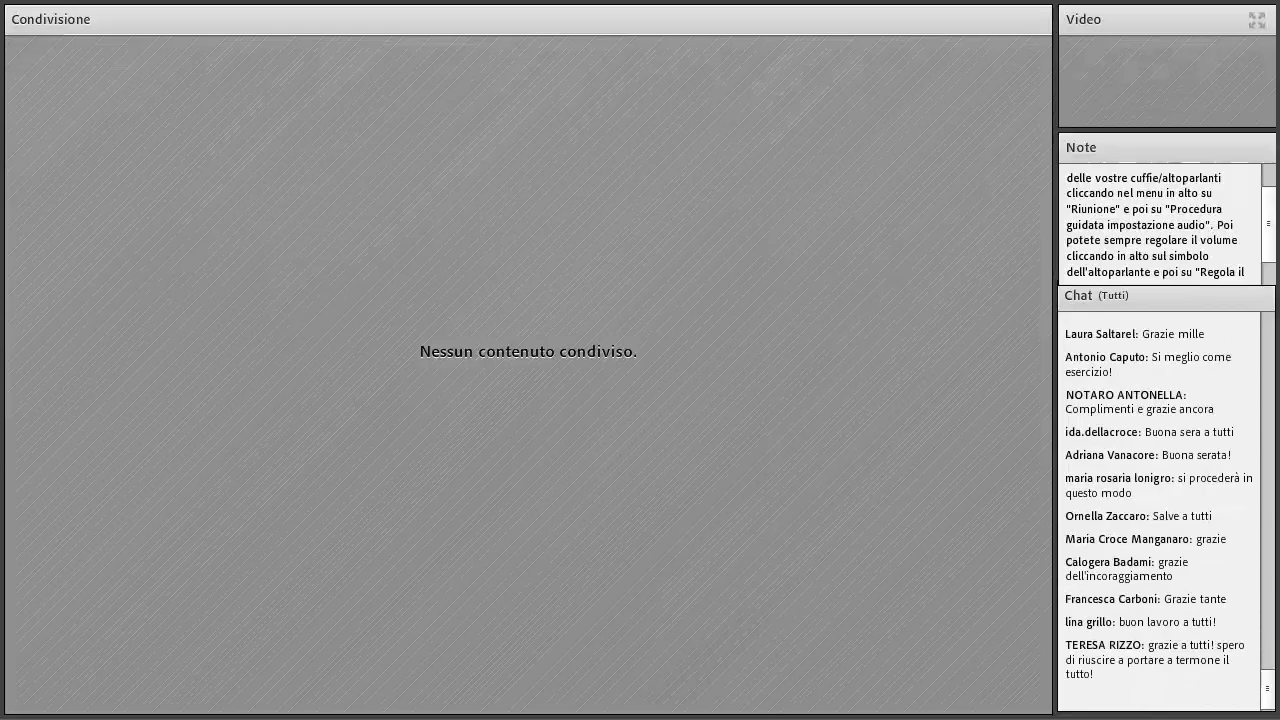 Condivisione
Nessun contenuto condiviso.
Video
Note
delle vostre cuffie/altoparlanti
cliccando nel menu in alto su
"Riunione" e poi su "Procedura
guidata impostazione audio". Poi
potete sempre regolare il volume
cliccando in alto sul simbolo
dell'altoparlante e poi su "Regola il
Chat (Tutti)
Laura Saltarel: Grazie mille
Antonio Caputo: Si meglio come
esercizio!
NOTARO ANTONELLA:
Complimenti e grazie ancora
ida.dellacroce: Buona sera a tutti
Adriana Vanacore: Buona serata!
maria rosaria lonigro: si procederà in
questo modo
Ornella Zaccaro: Salve a tutti
Maria Croce Manganaro: grazie
Calogera Badami: grazie
dell'incoraggiamento
Francesca Carboni: Grazie tante
lina grillo: buon lavoro a tutti!
TERESA RIZZO: grazie a tutti! spero
di riuscire a portare a termone il
tutto!